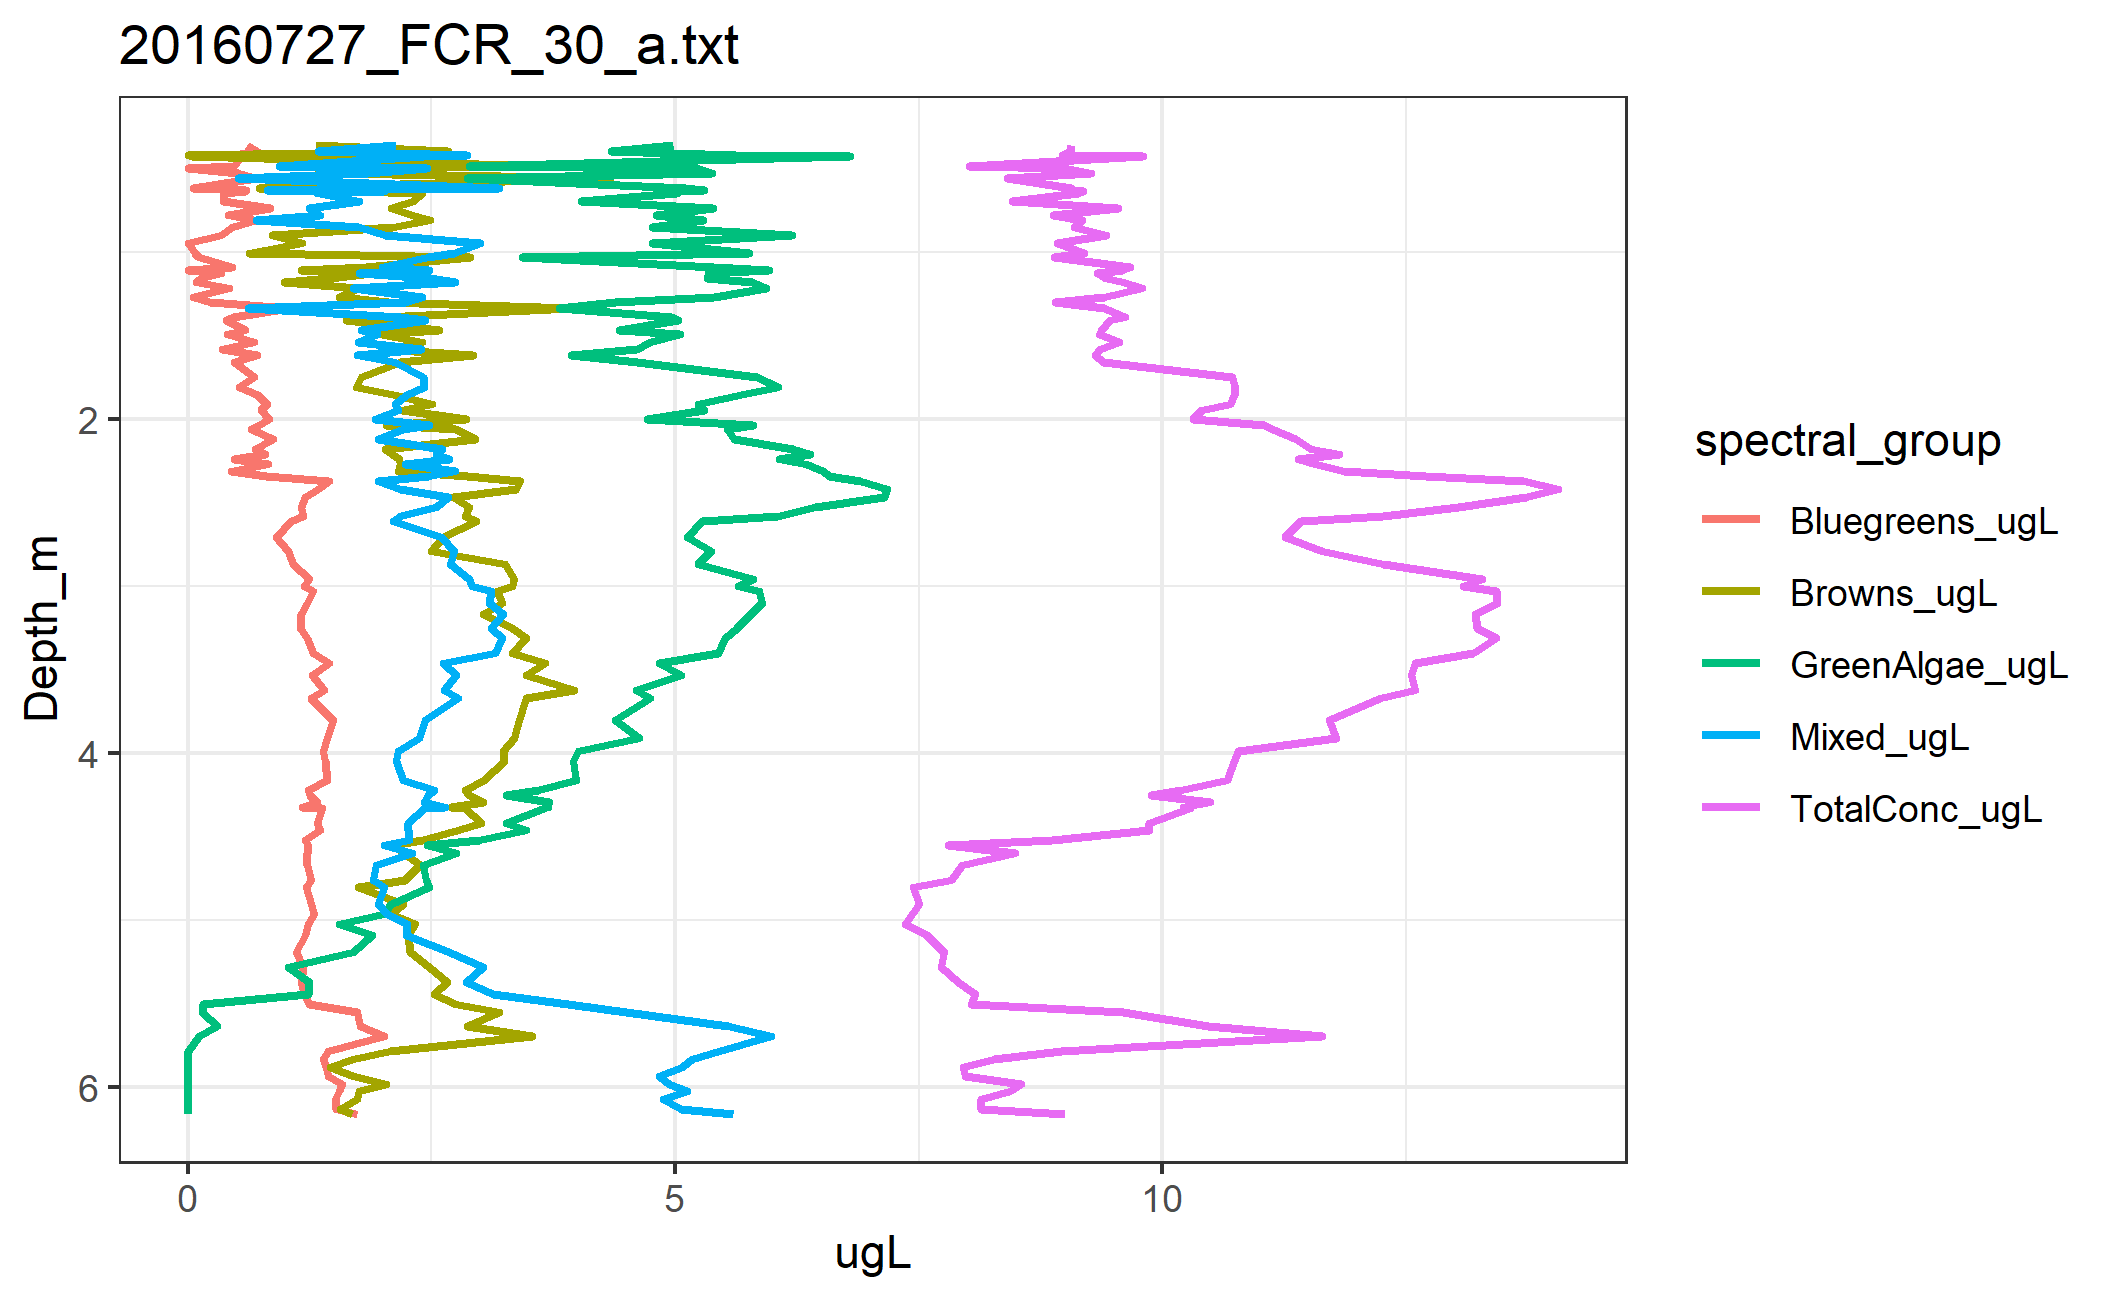 20160727_FCR_30_a.txt
Depth_m
2
4
6
0
5
10
ugL
spectral_group
Bluegreens_ugL
Browns_ugL
GreenAlgae_ugL
Mixed_ugL
TotalConc_ugL